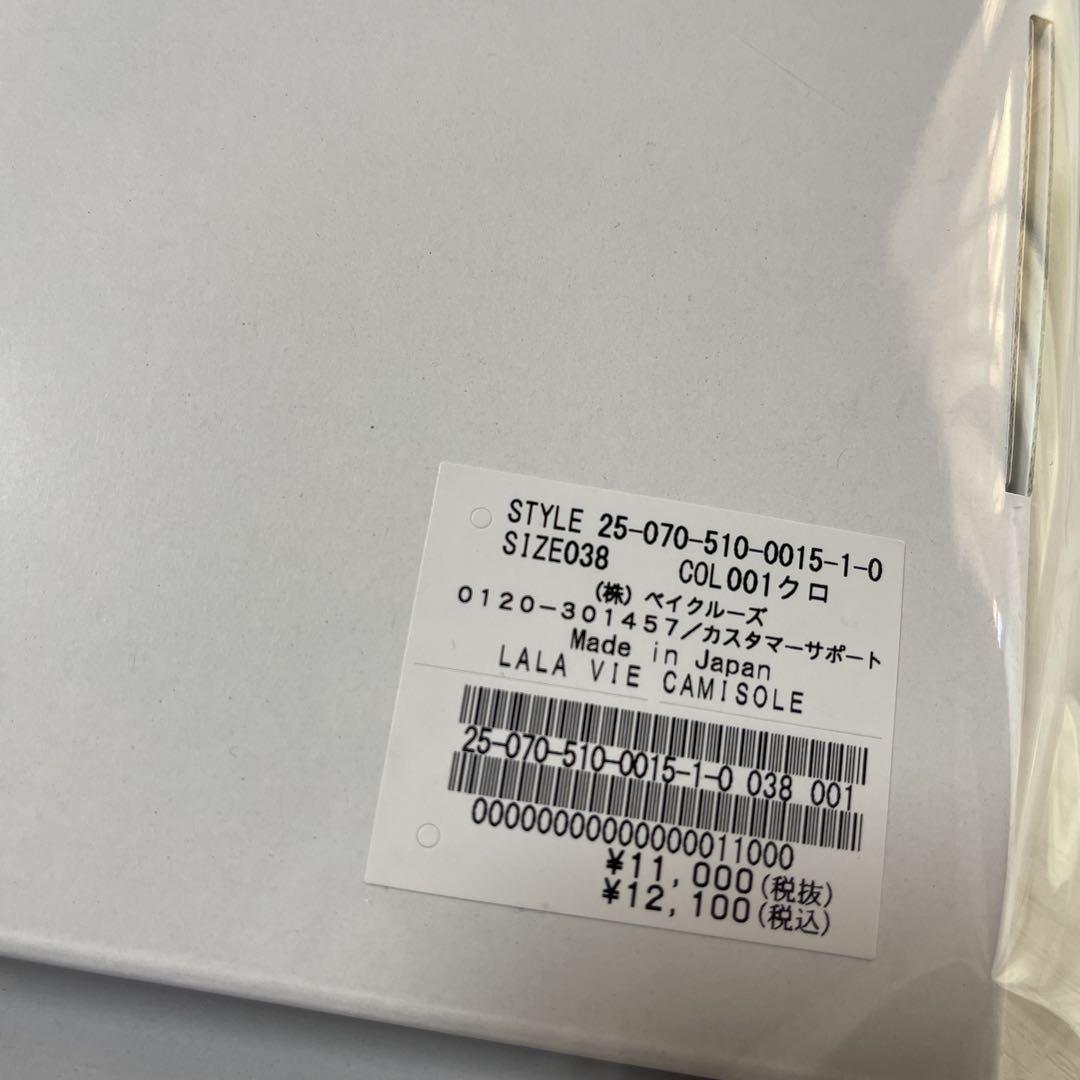 STYLE 25-070-510-0015-1-0
SIZE038 COL001クロ
(株) ベイクルーズ
0120-301457/カスタマーサポート
Made in Japan
LALA VIE CAMISOLE
25-070-510-0015-1-0 038 001
00000000000000011000
¥11,000(税抜)
¥12,100(税込)